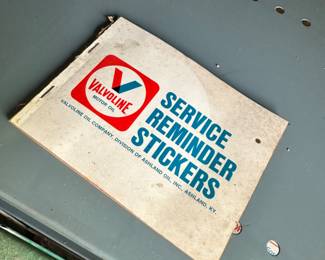 VALVOLINE
MOTOR OIL
SERVICE
REMINDER
STICKERS
VALVOLINE OIL COMPANY, DIVISION OF ASHLAND OIL, INC. ASHLAND, KY.